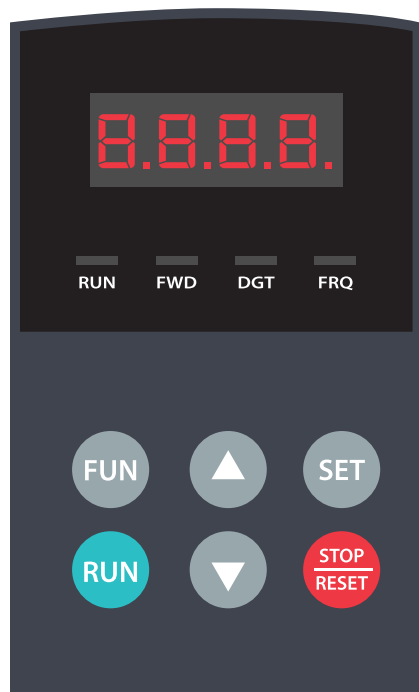 8.8.8.8.
RUN FWD DGT FRQ
FUN SET
RUN STOP
RESET